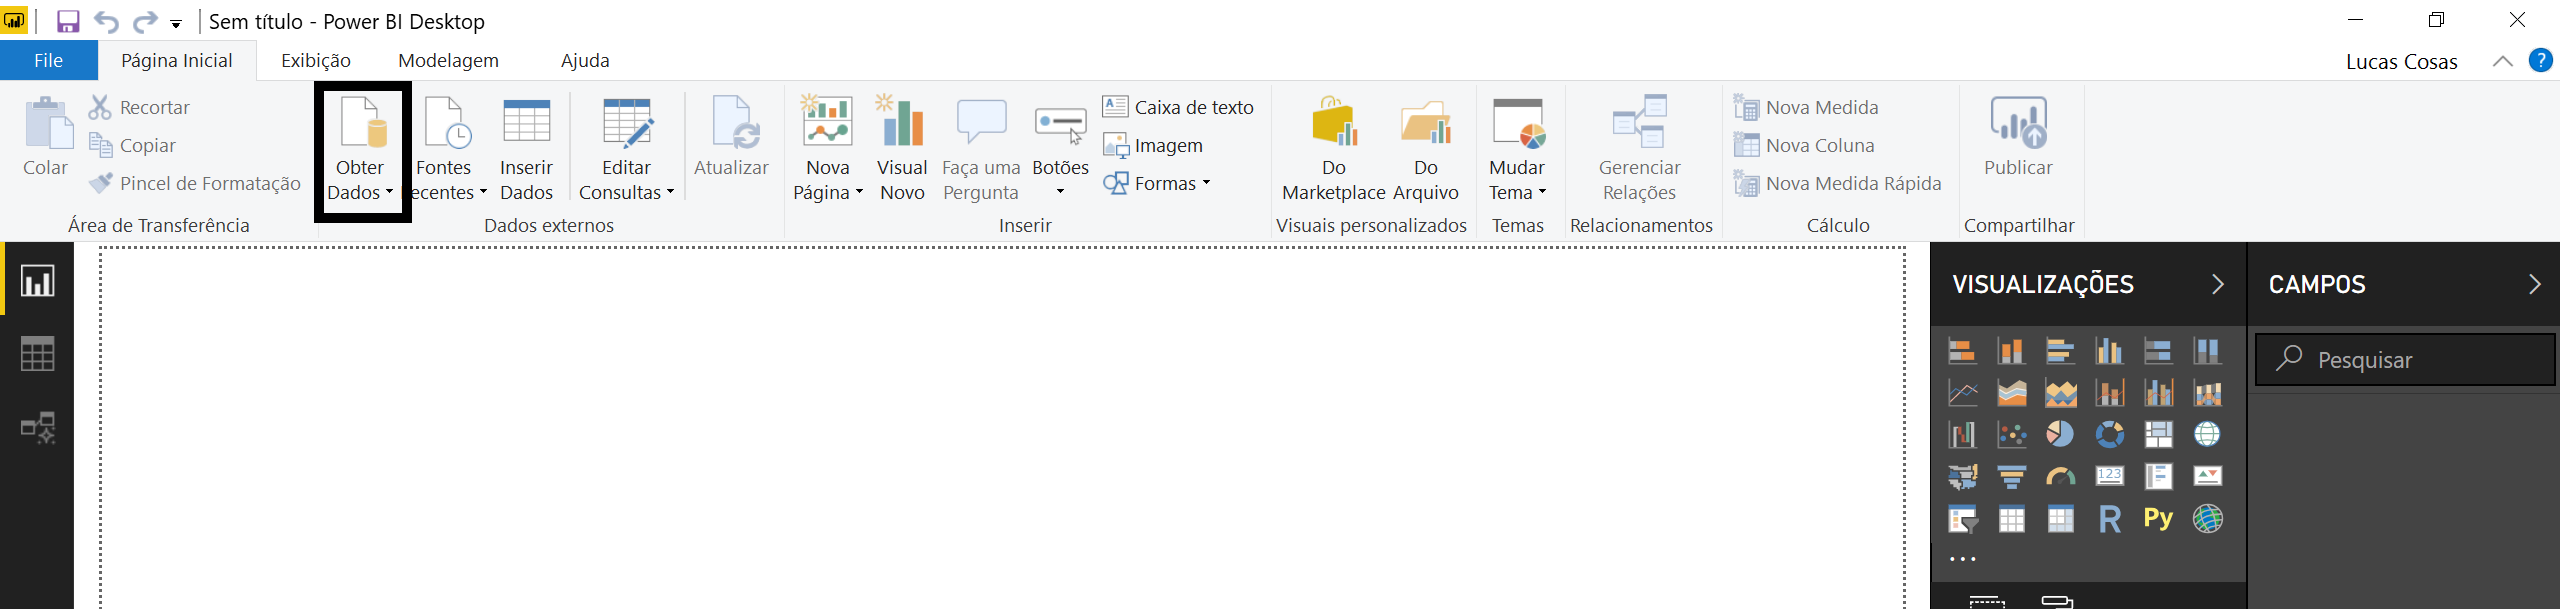 Sem título - Power BI Desktop
File Página Inicial Exibição Modelagem Ajuda Lucas Cosas ?
Colar
Recortar
Copiar
Pincel de Formatação
Área de Transferência
Obter
Dados
Fontes
ecentes
Inserir
Dados
Editar
Consultas
Atualizar
Dados externos
Nova
Página
Visual
Novo
Faça uma
Pergunta
Botões
Caixa de texto
Imagem
Formas
Inserir
Do
Marketplace
Do
Arquivo
Visuais personalizados
Mudar
Tema
Temas
Gerenciar
Relações
Relacionamentos
Nova Medida
Nova Coluna
Nova Medida Rápida
Cálculo
Publicar
Compartilhar
VISUALIZAÇÕES
123
R
Py
...
CAMPOS
Pesquisar